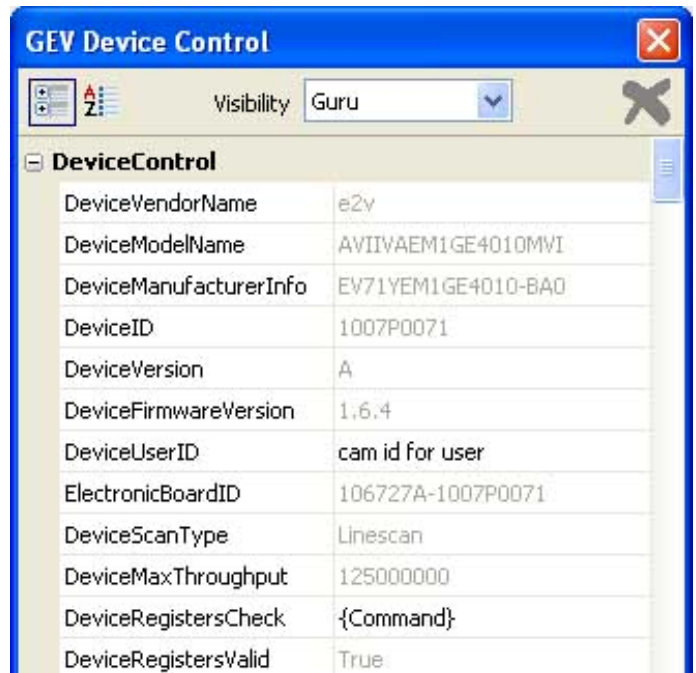 GEV Device Control
Visibility Guru
DeviceControl
DeviceVendorName e2v
DeviceModelName AVIIVAEM1GE4010MVI
DeviceManufacturerInfo EV71YEM1GE4010-BA0
DeviceID 1007P0071
DeviceVersion A
DeviceFirmwareVersion 1.6.4
DeviceUserID cam id for user
ElectronicBoardID 106727A-1007P0071
DeviceScanType Linescan
DeviceMaxThroughput 125000000
DeviceRegistersCheck {Command}
DeviceRegistersValid True